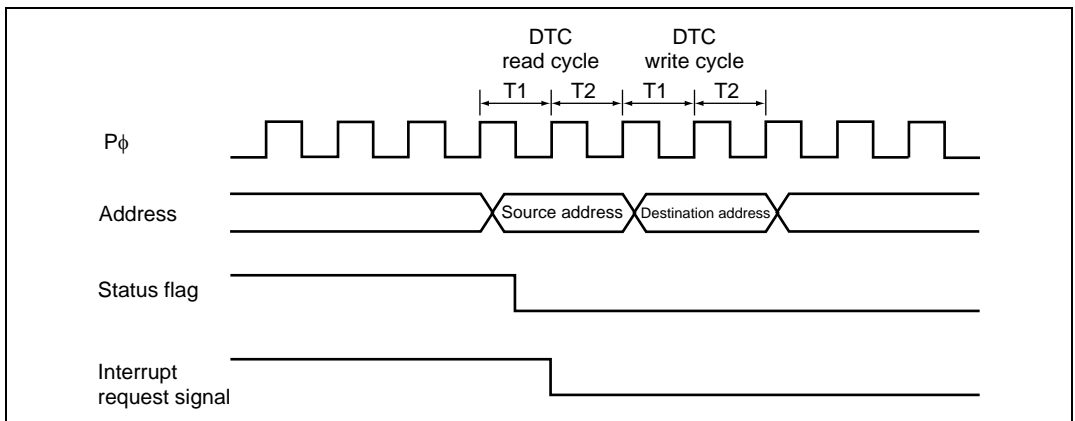 DTC
read cycle
DTC
write cycle
T1
T2
T1
T2
Pϕ
Address
Source address
Destination address
Status flag
Interrupt
request signal